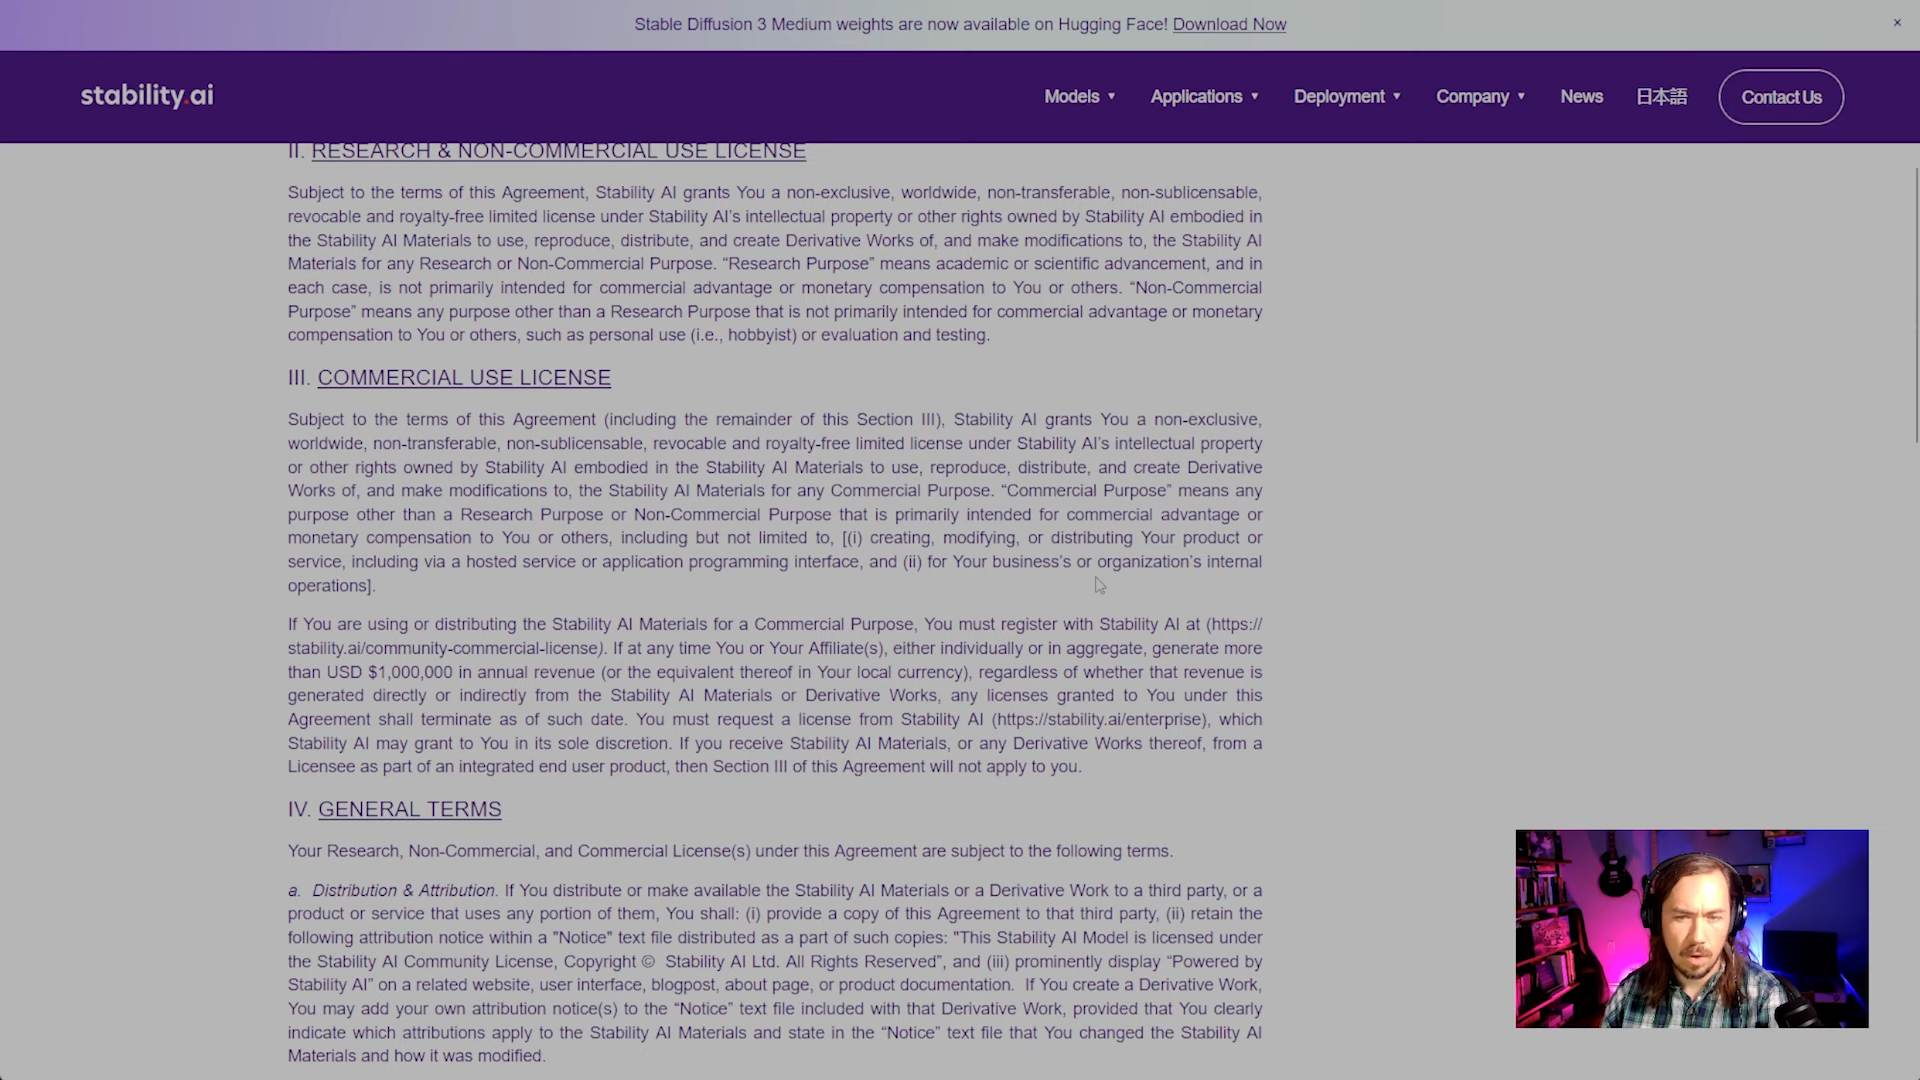 Stable Diffusion 3 Medium weights are now available on Hugging Face! Download Now ×
stability.ai
Models ▼ Applications ▼ Deployment ▼ Company ▼ News 日本語 Contact Us
II. RESEARCH & NON-COMMERCIAL USE LICENSE
Subject to the terms of this Agreement, Stability AI grants You a non-exclusive, worldwide, non-transferable, non-sublicensable,
revocable and royalty-free limited license under Stability AI’s intellectual property or other rights owned by Stability AI embodied in
the Stability AI Materials to use, reproduce, distribute, and create Derivative Works of, and make modifications to, the Stability AI
Materials for any Research or Non-Commercial Purpose. “Research Purpose” means academic or scientific advancement, and in
each case, is not primarily intended for commercial advantage or monetary compensation to You or others. “Non-Commercial
Purpose” means any purpose other than a Research Purpose that is not primarily intended for commercial advantage or monetary
compensation to You or others, such as personal use (i.e., hobbyist) or evaluation and testing.
III. COMMERCIAL USE LICENSE
Subject to the terms of this Agreement (including the remainder of this Section III), Stability AI grants You a non-exclusive,
worldwide, non-transferable, non-sublicensable, revocable and royalty-free limited license under Stability AI’s intellectual property
or other rights owned by Stability AI embodied in the Stability AI Materials to use, reproduce, distribute, and create Derivative
Works of, and make modifications to, the Stability AI Materials for any Commercial Purpose. “Commercial Purpose” means any
purpose other than a Research Purpose or Non-Commercial Purpose that is primarily intended for commercial advantage or
monetary compensation to You or others, including but not limited to, [(i) creating, modifying, or distributing Your product or
service, including via a hosted service or application programming interface, and (ii) for Your business’s or organization’s internal
operations].
If You are using or distributing the Stability AI Materials for a Commercial Purpose, You must register with Stability AI at (https://
stability.ai/community-commercial-license). If at any time You or Your Affiliate(s), either individually or in aggregate, generate more
than USD $1,000,000 in annual revenue (or the equivalent thereof in Your local currency), regardless of whether that revenue is
generated directly or indirectly from the Stability AI Materials or Derivative Works, any licenses granted to You under this
Agreement shall terminate as of such date. You must request a license from Stability AI (https://stability.ai/enterprise), which
Stability AI may grant to You in its sole discretion. If you receive Stability AI Materials, or any Derivative Works thereof, from a
Licensee as part of an integrated end user product, then Section III of this Agreement will not apply to you.
IV. GENERAL TERMS
Your Research, Non-Commercial, and Commercial License(s) under this Agreement are subject to the following terms.
a. Distribution & Attribution. If You distribute or make available the Stability AI Materials or a Derivative Work to a third party, or a
product or service that uses any portion of them, You shall: (i) provide a copy of this Agreement to that third party, (ii) retain the
following attribution notice within a "Notice" text file distributed as a part of such copies: "This Stability AI Model is licensed under
the Stability AI Community License, Copyright © Stability AI Ltd. All Rights Reserved”, and (iii) prominently display “Powered by
Stability AI” on a related website, user interface, blogpost, about page, or product documentation. If You create a Derivative Work,
You may add your own attribution notice(s) to the “Notice” text file included with that Derivative Work, provided that You clearly
indicate which attributions apply to the Stability AI Materials and state in the “Notice” text file that You changed the Stability AI
Materials and how it was modified.